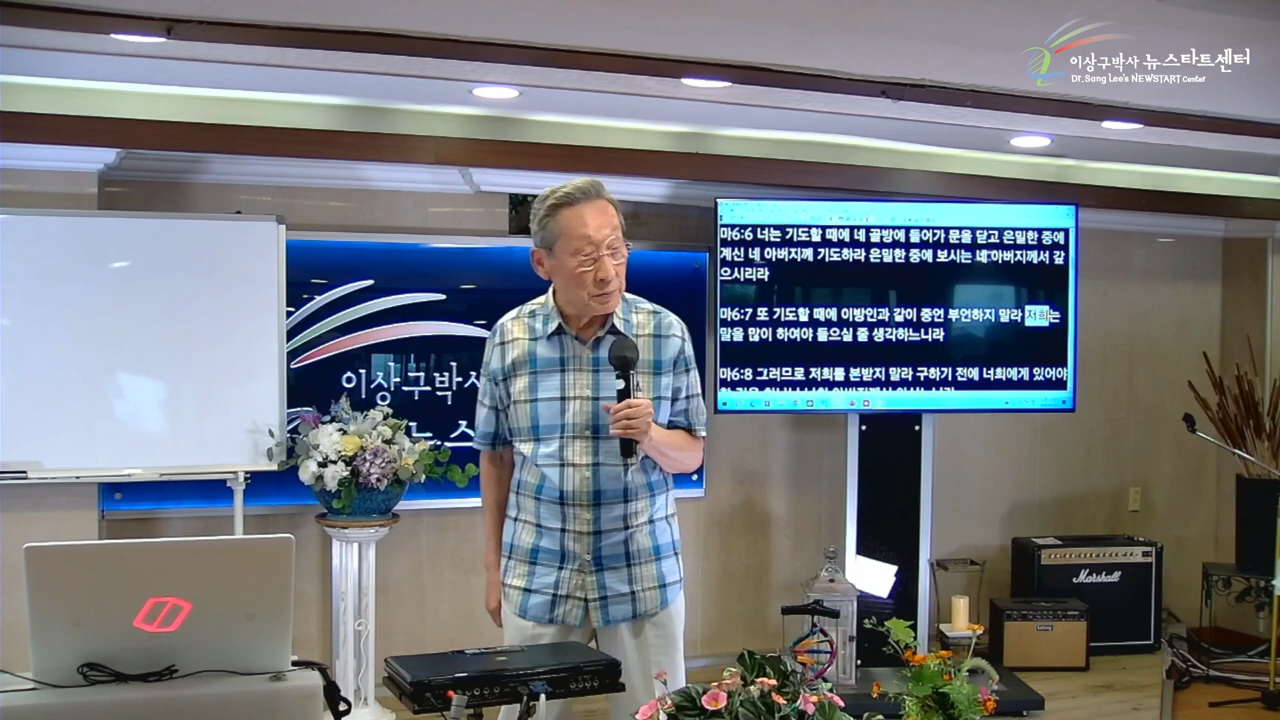 이상구박사 뉴스타트센터
Dr. Sang Lee's NEWSTART Center
마6:6 너는 기도할 때에 네 골방에 들어가 문을 닫고 은밀한 중에
계신 네 아버지께 기도하라 은밀한 중에 보시는 네 아버지께서 갚
으시리라
마6:7 또 기도할 때에 이방인과 같이 중언 부언하지 말라 저희는
말을 많이 하여야 들으실 줄 생각하느니라
마6:8 그러므로 저희를 본받지 말라 구하기 전에 너희에게 있어야
이상구박사
뉴스
Marshall